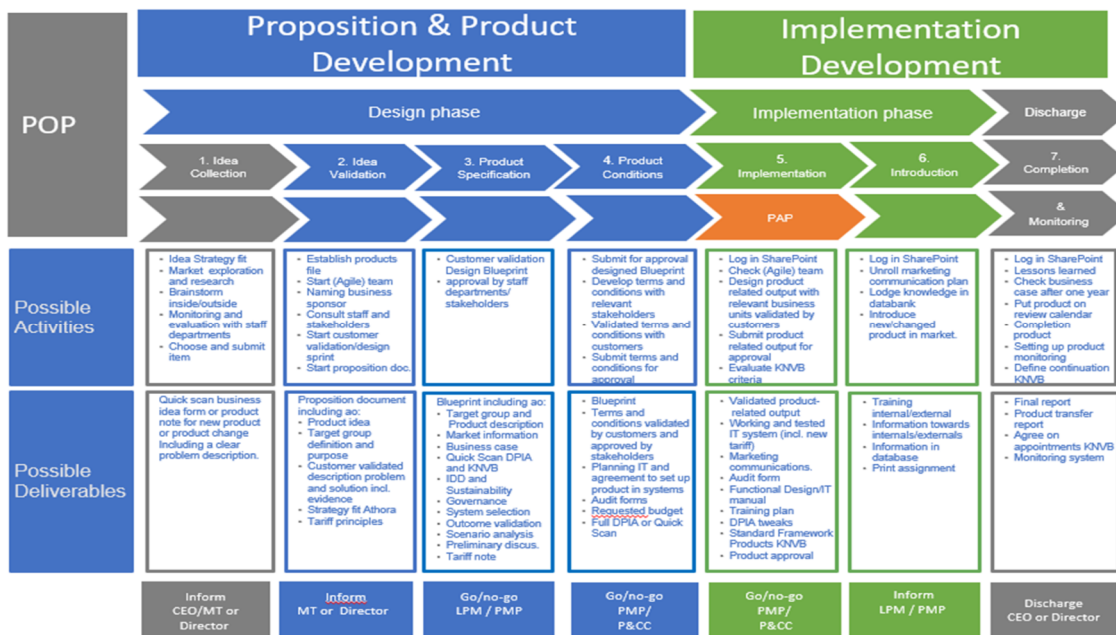 Proposition & Product
Development
Implementation
Development
POP
Design phase
Implementation phase
Discharge
1. Idea
Collection
2. Idea
Validation
3. Product
Specification
4. Product
Conditions
5.
Implementation
6.
Introduction
7.
Completion
PAP
&
Monitoring
Possible
Activities
• Idea Strategy fit
• Market exploration
and research
• Brainstorm
inside/outside
• Monitoring and
evaluation with staff
departments
• Choose and submit
item
• Establish products
file
• Start (Agile) team
• Naming business
sponsor
• Consult staff and
stakeholders
• Start customer
validation/design
sprint
• Start proposition doc.
• Customer validation
Design Blueprint
• approval by staff
departments/
stakeholders
• Submit for approval
designed Blueprint
• Develop terms and
conditions with
relevant
stakeholders
• Validated terms and
conditions with
customers
• Submit terms and
conditions for
approval
• Log in SharePoint
• Check (Agile) team
• Design product
related output with
relevant business
units validated by
customers
• Submit product
related output for
approval
• Evaluate KNVB
criteria
• Log in SharePoint
• Unroll marketing
communication plan
• Lodge knowledge in
databank
• Introduce
new/changed
product in market.
• Log in SharePoint
• Lessons learned
• Check business
case after one year
• Put product on
review calendar
• Completion
product
• Setting up product
monitoring
• Define continuation
KNVB
Possible
Deliverables
Quick scan business
idea form or product
note for new product
or product change
Including a clear
problem description.
Proposition document
including ao:
• Product idea
• Target group
definition and
purpose
• Customer validated
description problem
and solution incl.
evidence
• Strategy fit Athora
• Tariff principles
Blueprint including ao:
• Target group and
Product description
• Market information
• Business case
• Quick Scan DPIA
and KNVB
• IDD and
Sustainability
• Governance
• System selection
• Outcome validation
• Scenario analysis
• Preliminary discus.
• Tariff note
• Blueprint
• Terms and
conditions validated
by customers and
approved by
stakeholders
• Planning IT and
agreement to set up
product in systems
• Audit forms
• Requested budget
• Full DPIA or Quick
Scan
• Validated product-
related output
• Working and tested
IT system (incl. new
tariff)
• Marketing
communications.
• Audit form
• Functional Design/IT
manual
• Training plan
• DPIA tweaks
• Standard Framework
Products KNVB
• Product approval
• Training
internal/external
• Information towards
internals/externals
• Information in
database
• Print assignment
• Final report
• Product transfer
report
• Agree on
appointments KNVB
• Monitoring system
Inform
CEO/MT or
Director
Inform
MT or Director
Go/no-go
LPM / PMP
Go/no-go
PMP/
P&CC
Go/no-go
PMP/
P&CC
Inform
LPM / PMP
Discharge
CEO or Director